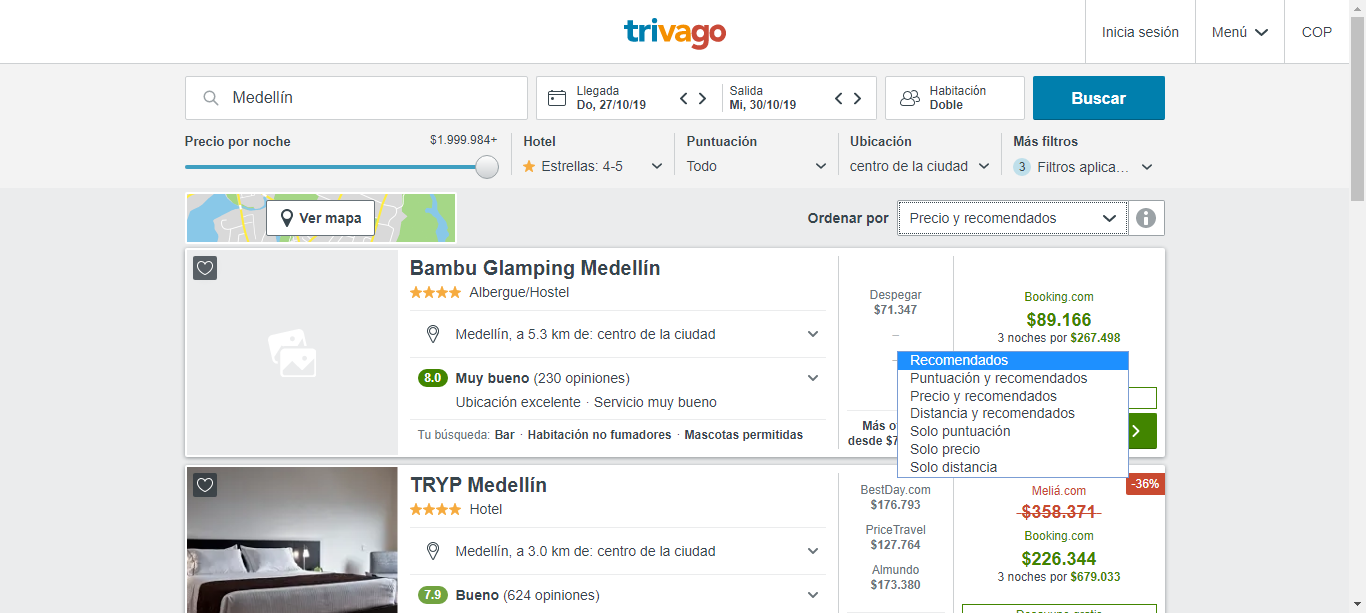 trivago
Inicia sesión
Menú
COP
Medellín
Llegada
Do, 27/10/19
Salida
Mi, 30/10/19
Habitación
Doble
Buscar
Precio por noche
$1.999.984+
Hotel
Estrellas: 4-5
Puntuación
Todo
Ubicación
centro de la ciudad
Más filtros
3 Filtros aplica...
Ver mapa
Ordenar por
Precio y recomendados
Bambu Glamping Medellín
Albergue/Hostel
Medellín, a 5.3 km de: centro de la ciudad
8.0 Muy bueno (230 opiniones)
Ubicación excelente · Servicio muy bueno
Tu búsqueda: Bar · Habitación no fumadores · Mascotas permitidas
Despegar
$71.347
Más
desde
Booking.com
$89.166
3 noches por $267.498
Recomendados
Puntuación y recomendados
Precio y recomendados
Distancia y recomendados
Solo puntuación
Solo precio
Solo distancia
TRYP Medellín
Hotel
Medellín, a 3.0 km de: centro de la ciudad
7.9 Bueno (624 opiniones)
BestDay.com
$176.793
PriceTravel
$127.764
Almundo
$173.380
-36%
Meliá.com
$358.371
Booking.com
$226.344
3 noches por $679.033